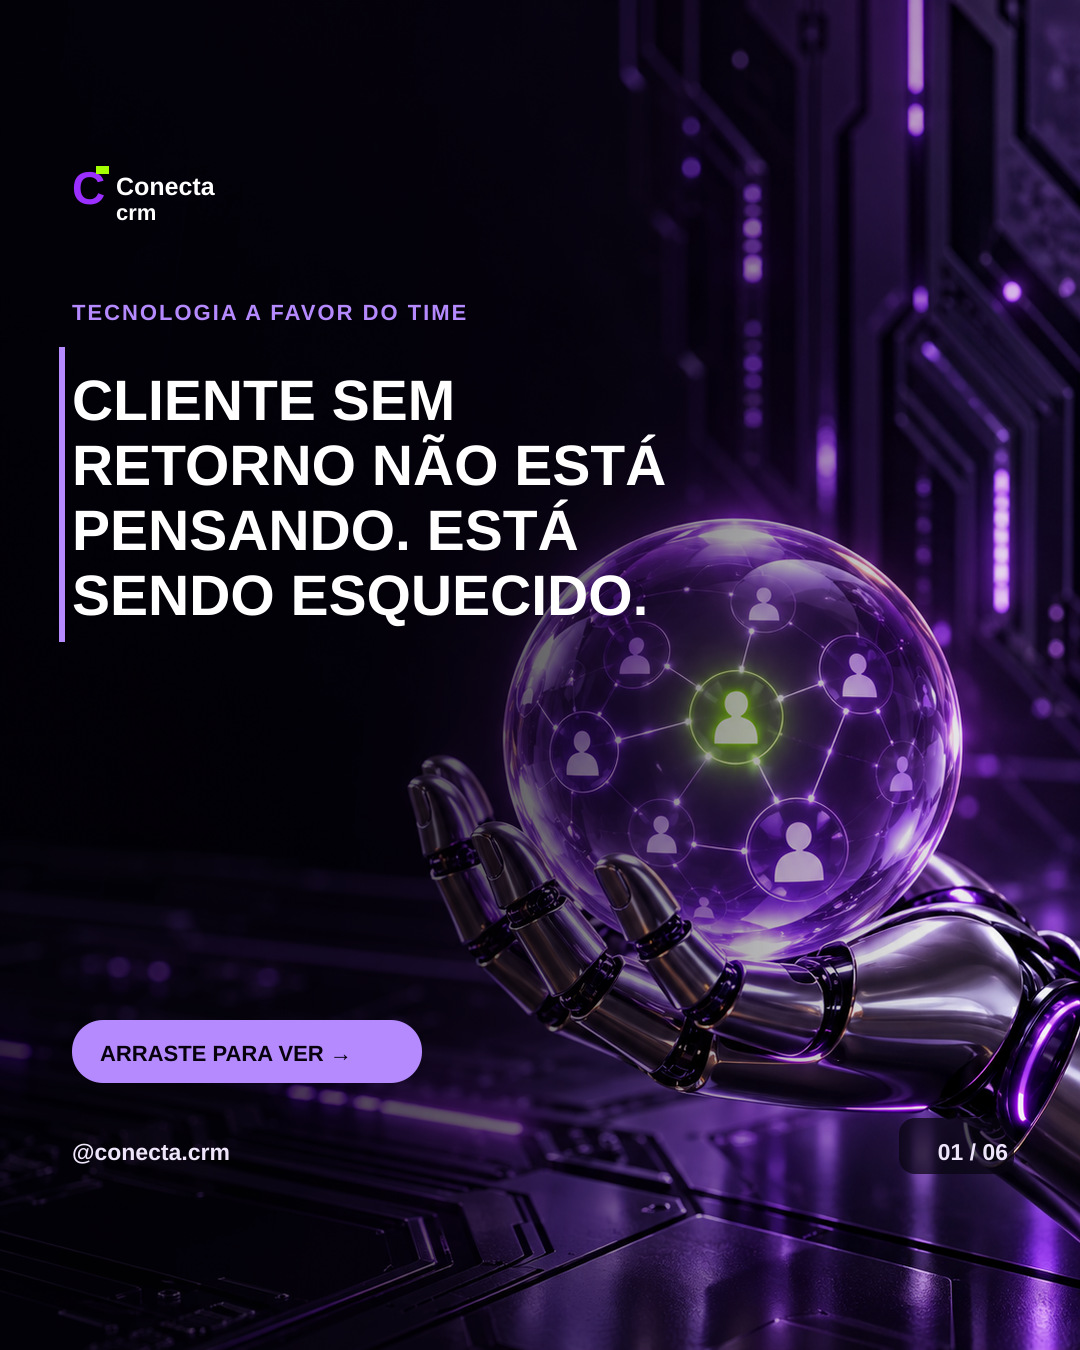 C Conecta
crm
TECNOLOGIA A FAVOR DO TIME
CLIENTE SEM
RETORNO NÃO ESTÁ
PENSANDO. ESTÁ
SENDO ESQUECIDO.
ARRASTE PARA VER →
@conecta.crm
01 / 06